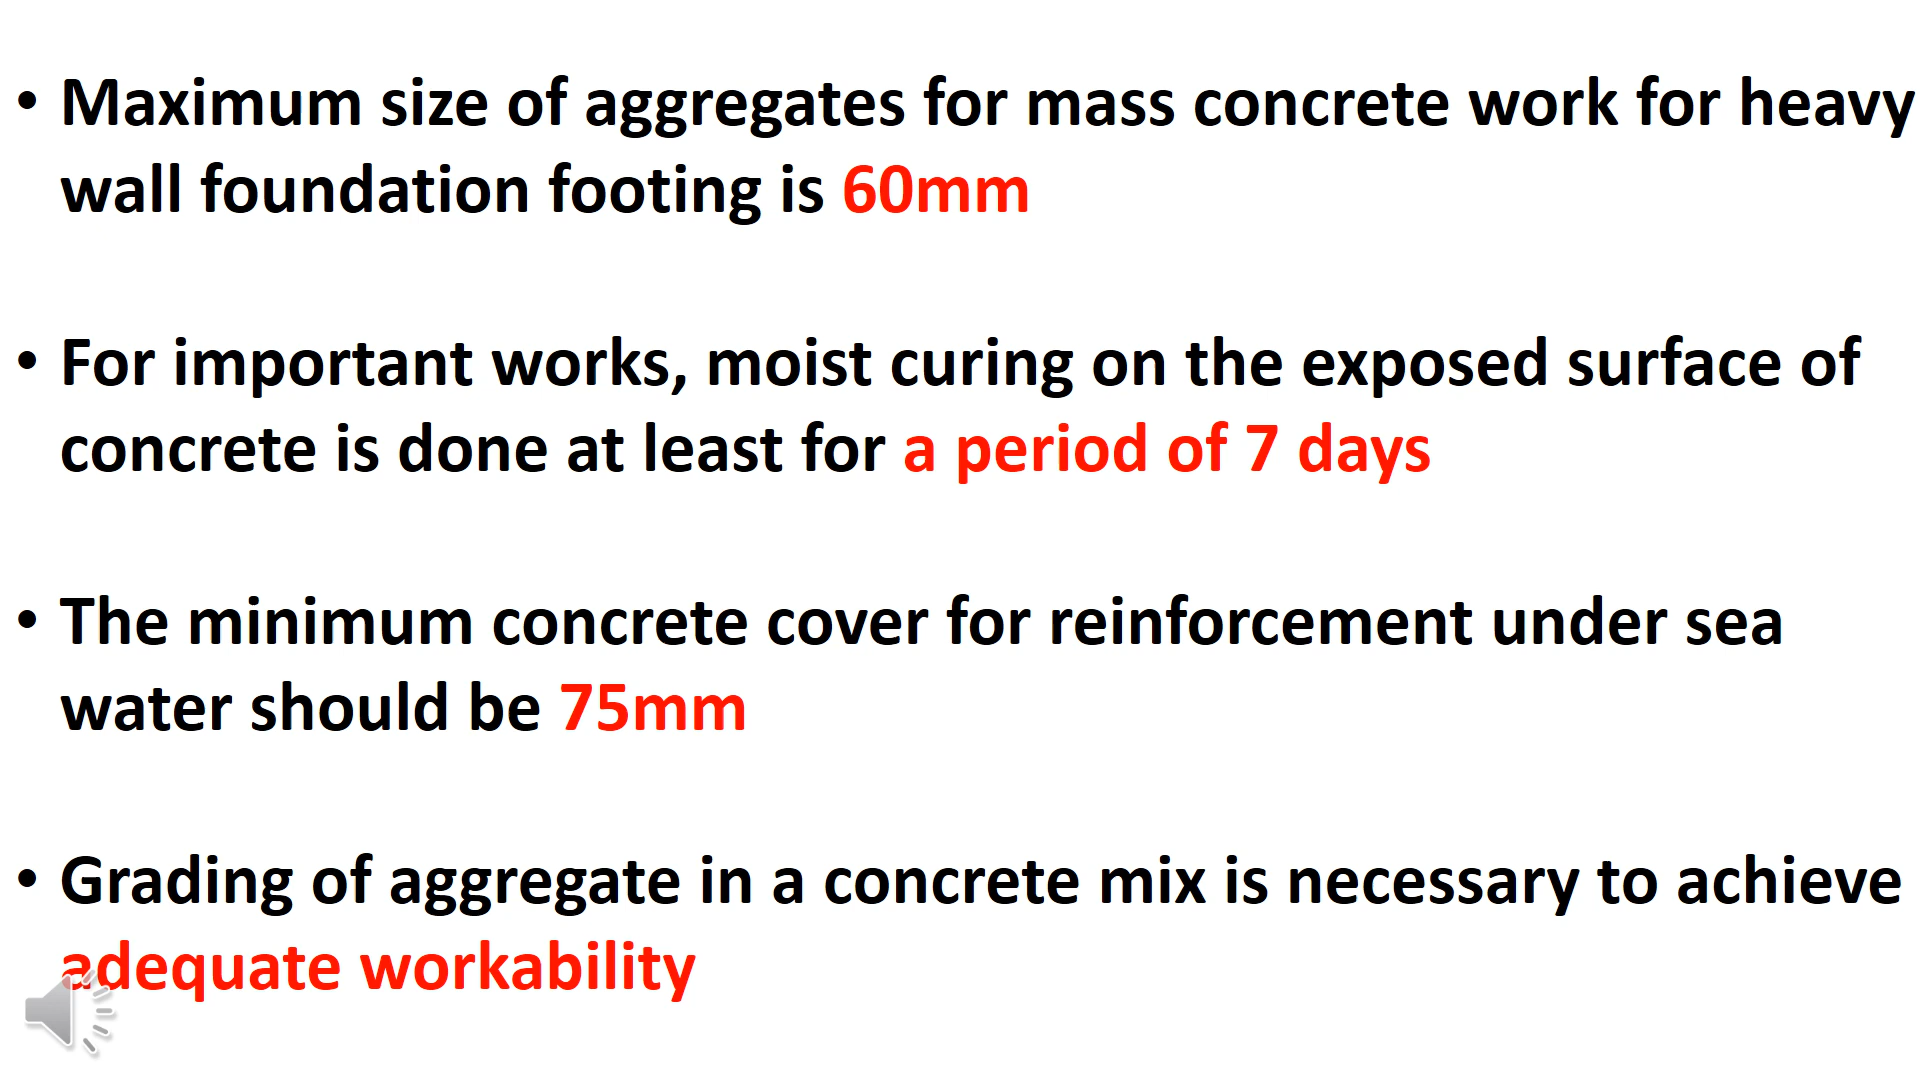 • Maximum size of aggregates for mass concrete work for heavy
wall foundation footing is 60mm
• For important works, moist curing on the exposed surface of
concrete is done at least for a period of 7 days
• The minimum concrete cover for reinforcement under sea
water should be 75mm
• Grading of aggregate in a concrete mix is necessary to achieve
adequate workability